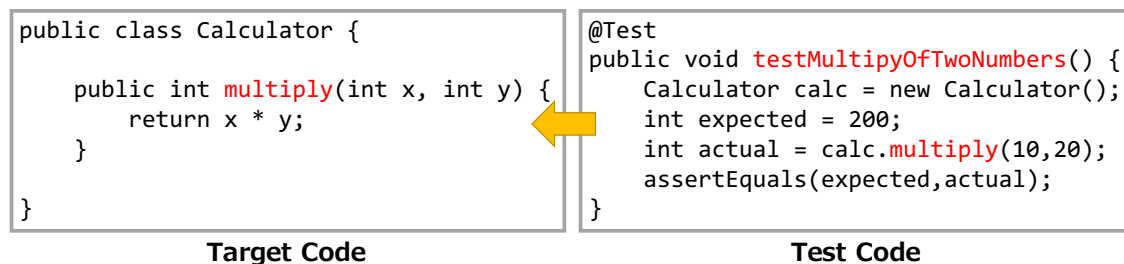 public class Calculator {
public int multiply(int x, int y) {
return x * y;
}
}
Target Code
@Test
public void testMultipyOfTwoNumbers() {
Calculator calc = new Calculator();
int expected = 200;
int actual = calc.multiply(10,20);
assertEquals(expected,actual);
}
Test Code